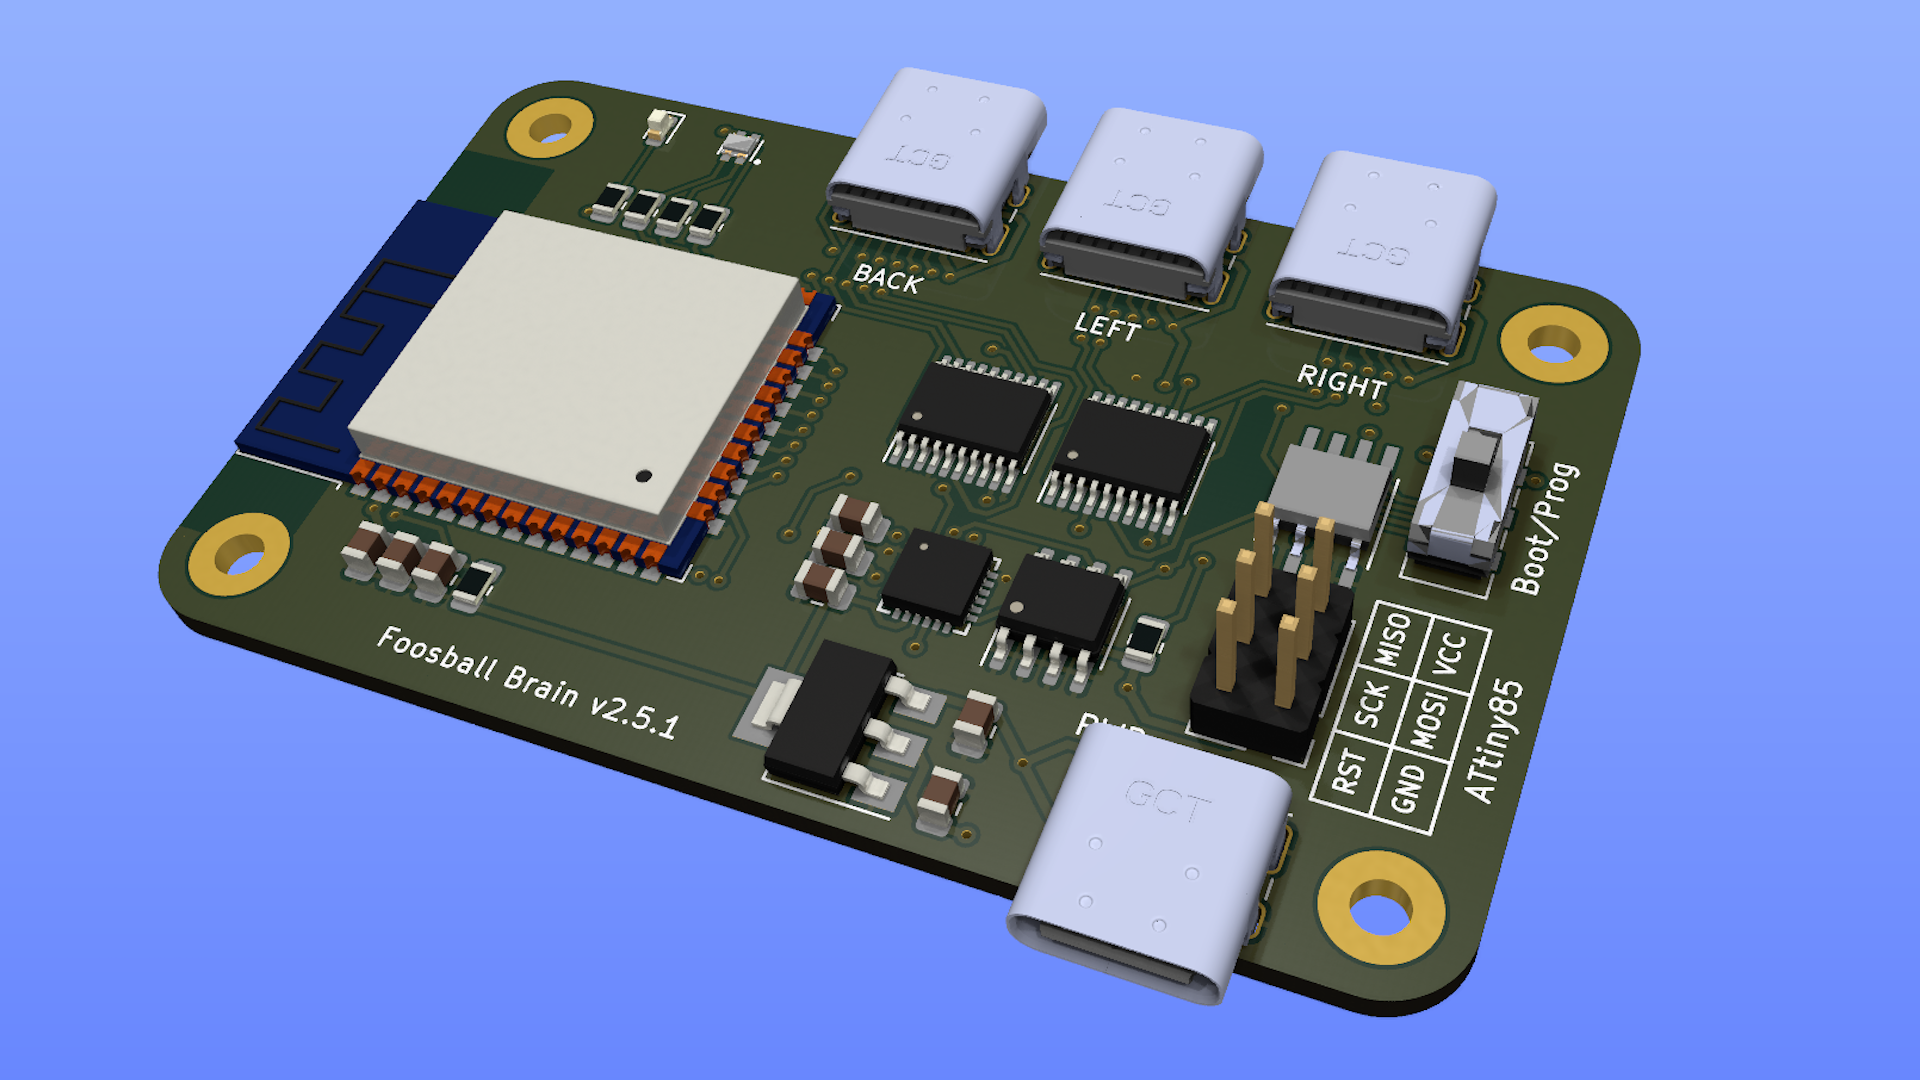 GCT
GCT
GCT
BACK
LEFT
RIGHT
Boot/Prog
MISO VCC
SCK MOSI
RST GND
ATtiny85
Foosball Brain v2.5.1
GCT